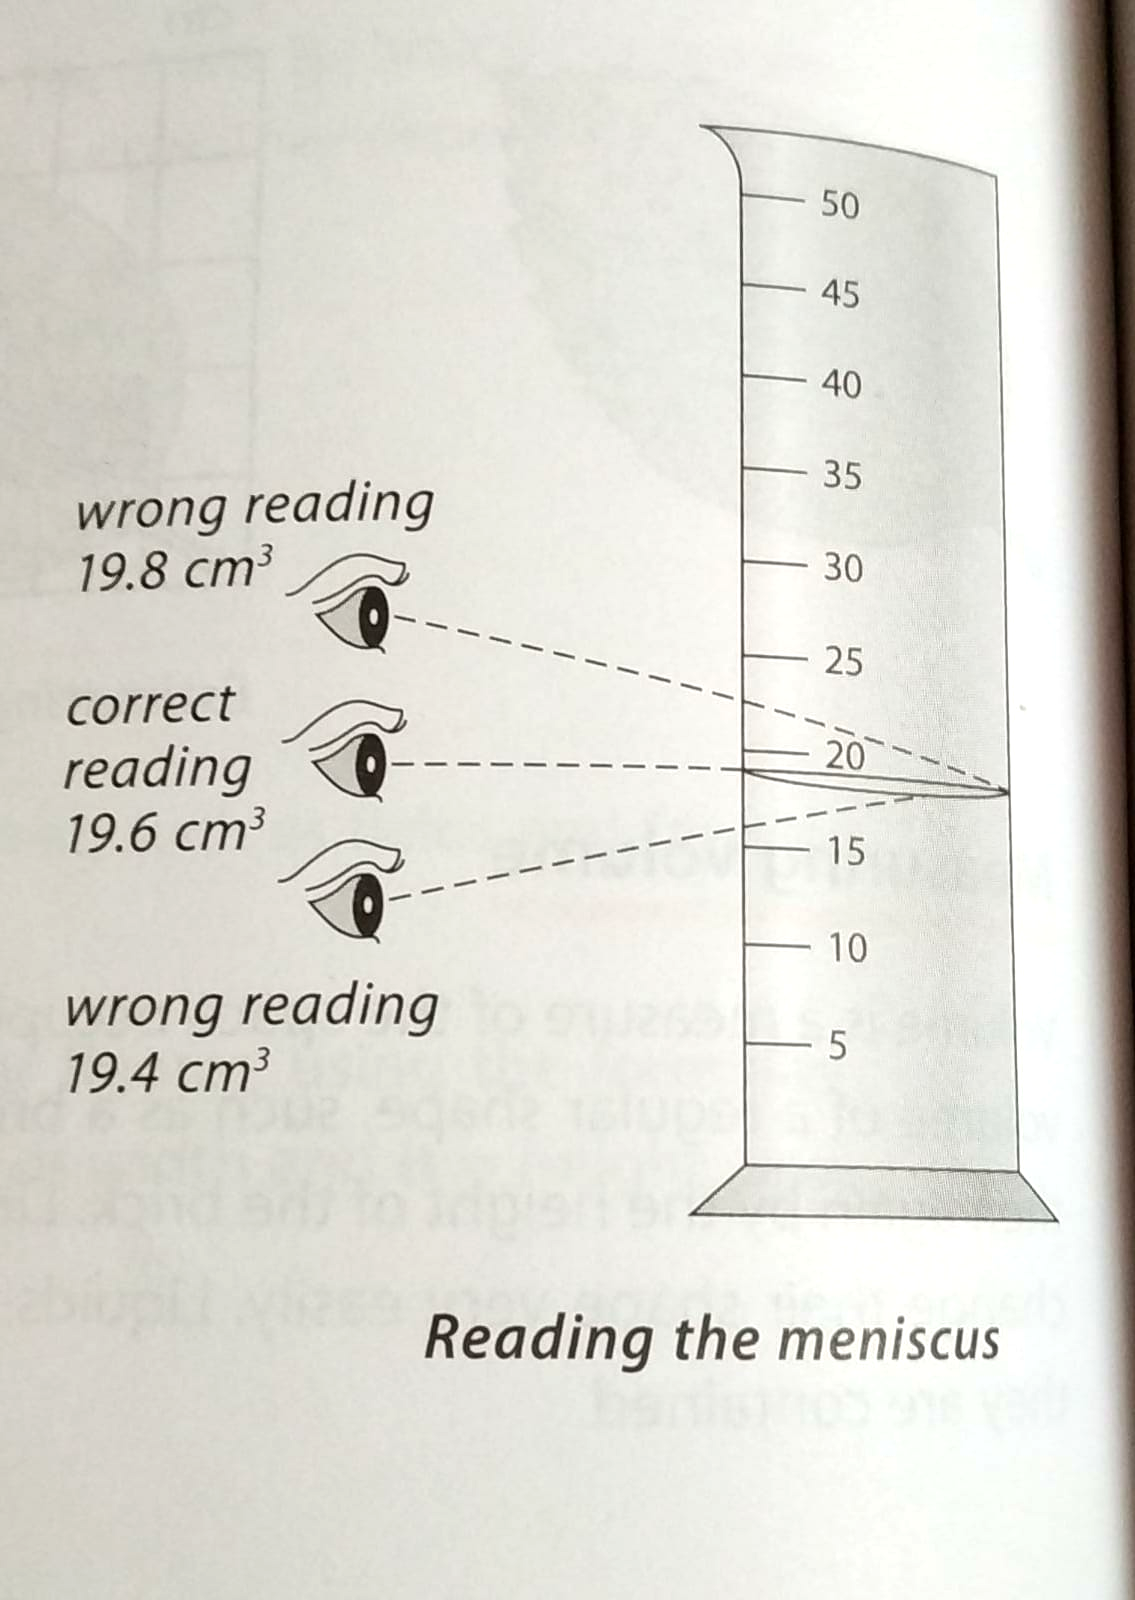 50
45
40
35
wrong reading
19.8 cm³
30
25
correct
reading
19.6 cm³
20
15
10
wrong reading
19.4 cm³
5
Reading the meniscus